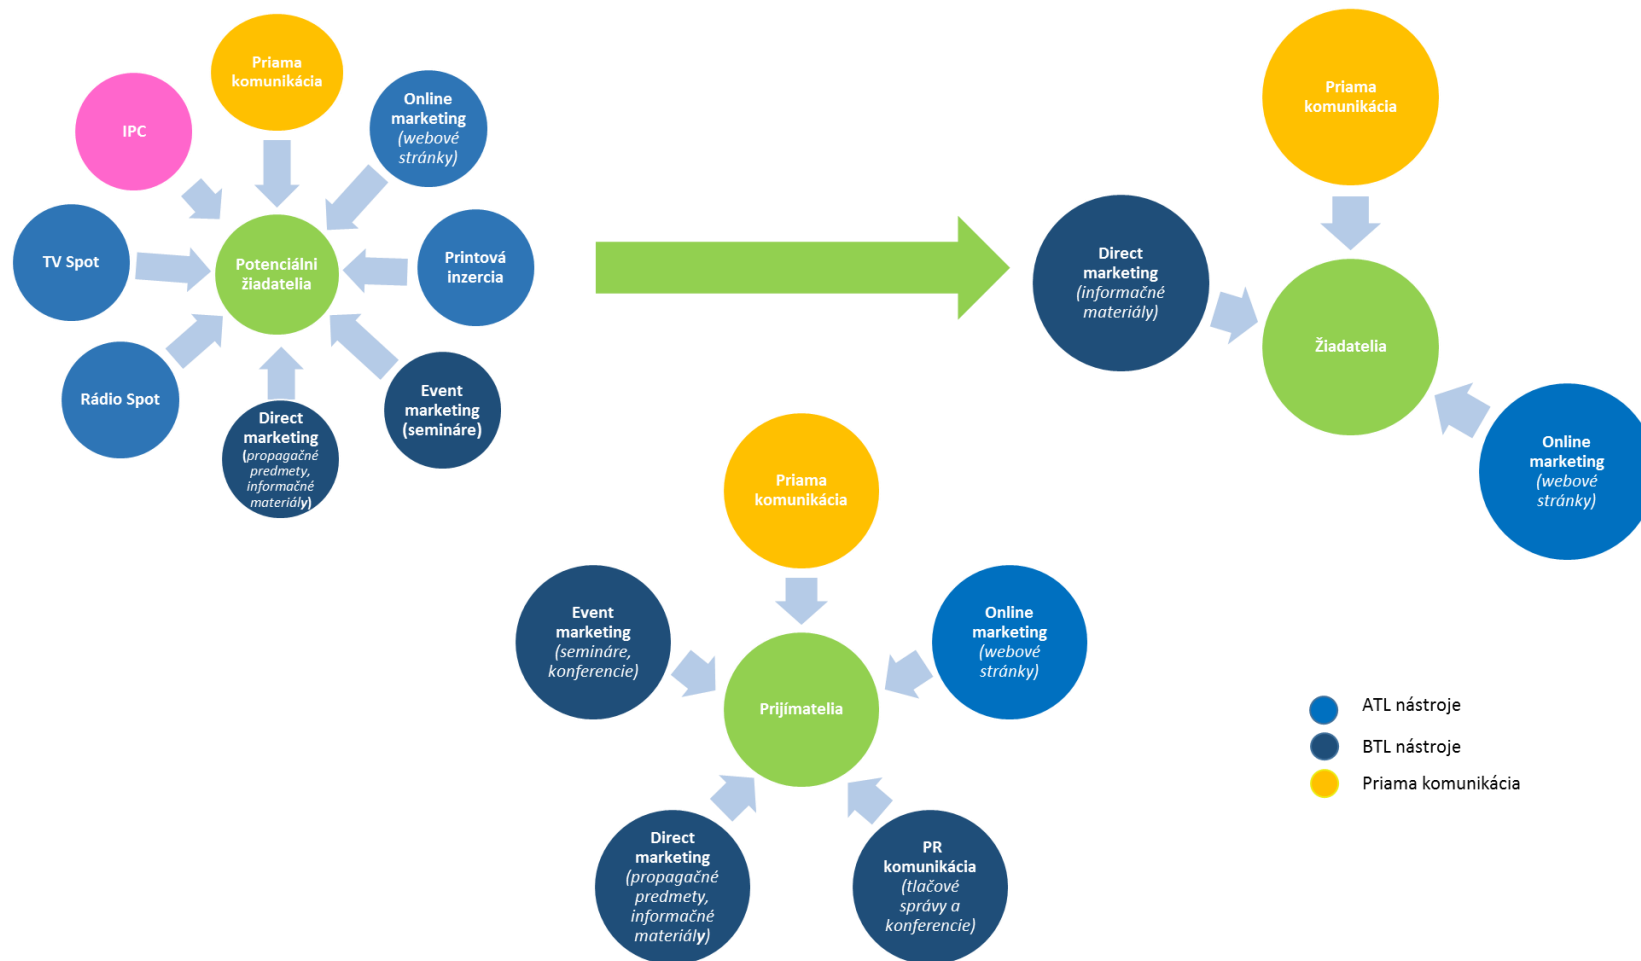 Priama
komunikácia
Online
marketing
(webové
stránky)
IPC
TV Spot
Potenciálni
žiadatelia
Printová
inzercia
Rádio Spot
Direct
marketing
(propagačné
predmety,
informačné
materiály)
Event
marketing
(semináre)
Priama
komunikácia
Direct
marketing
(informačné
materiály)
Žiadatelia
Online
marketing
(webové
stránky)
Priama
komunikácia
Event
marketing
(semináre,
konferencie)
Online
marketing
(webové
stránky)
Prijímatelia
Direct
marketing
(propagačné
predmety,
informačné
materiály)
PR
komunikácia
(tlačové
správy a
konferencie)
ATL nástroje
BTL nástroje
Priama komunikácia